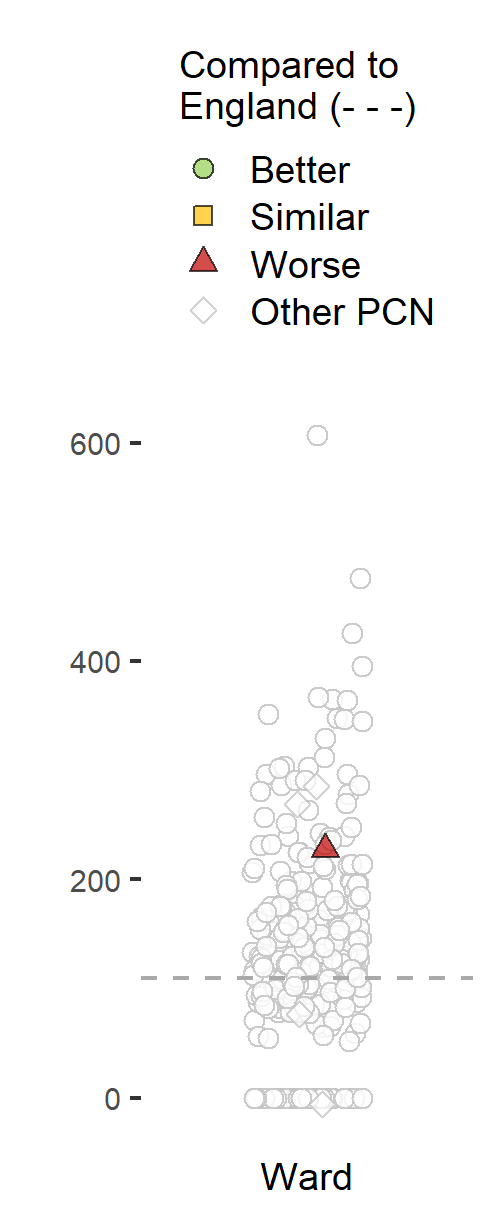 Compared to
England (- - -)
Better
Similar
Worse
Other PCN
600
400
200
0
Ward